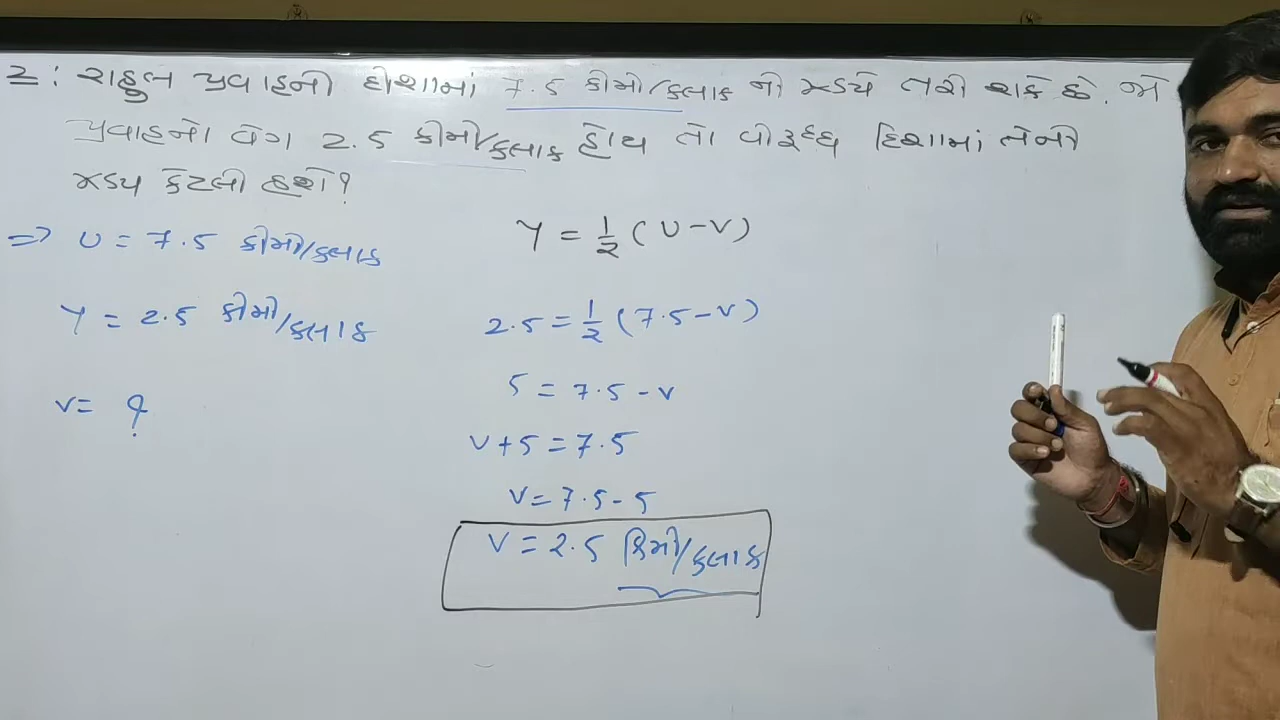 2: રાહુલ પ્રવાહની દીશામાં 7.5 કીમી/કલાક ની ઝડપે તરી શકે છે. જો
પ્રવાહનો વેગ 2.5 કીમી/કલાક હોય તો વીરૂધ્ધ દિશામાં તેની
ઝડપ કેટલી હશે?
⇒ U = 7.5 કીમી/કલાક
y = 2.5 કીમી/કલાક
v = ?
y = 1/2 (U - V)
2.5 = 1/2 (7.5 - v)
5 = 7.5 - v
v + 5 = 7.5
v = 7.5 - 5
v = 2.5 કિમી/કલાક